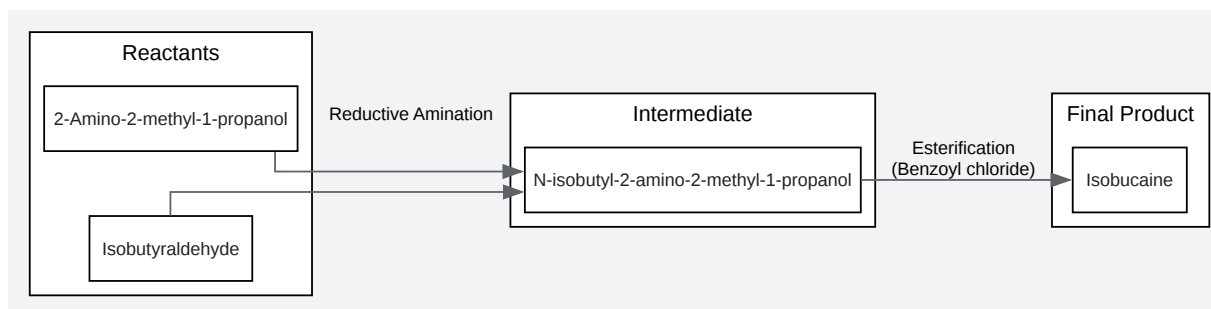 Reactants
2-Amino-2-methyl-1-propanol
Isobutyraldehyde
Reductive Amination
Intermediate
N-isobutyl-2-amino-2-methyl-1-propanol
Esterification
(Benzoyl chloride)
Final Product
Isobucaine